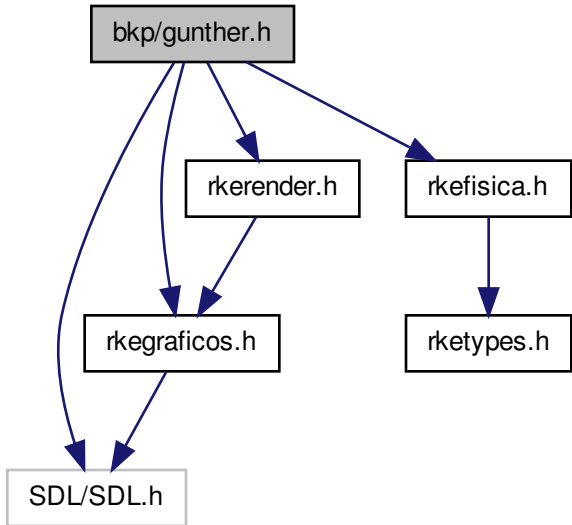 bkp/gunther.h
rkerender.h
rkefisica.h
rkegraficos.h
rketypes.h
SDL/SDL.h